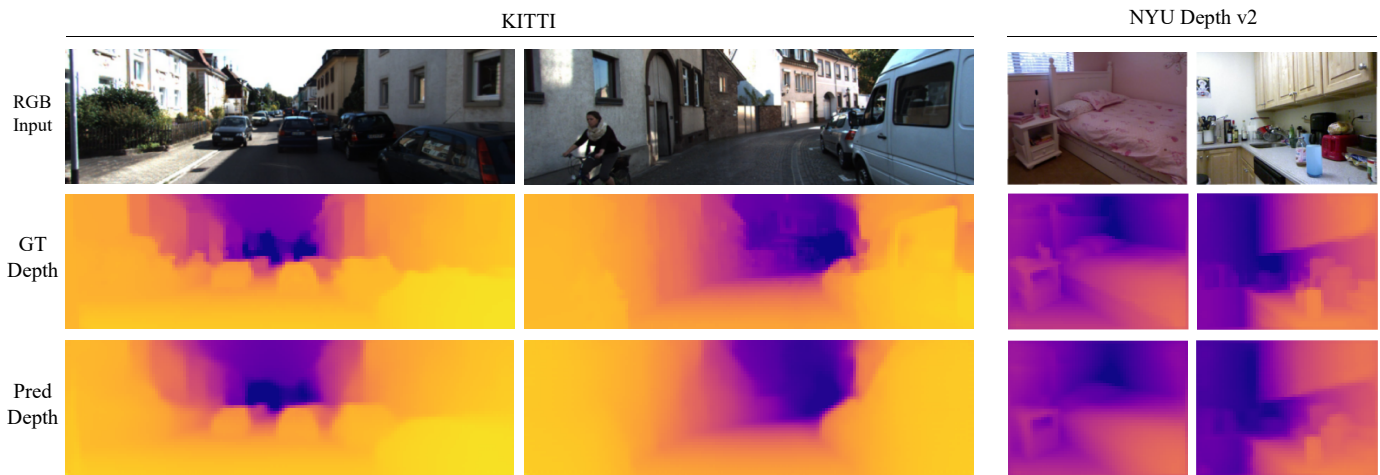 KITTI
NYU Depth v2
RGB
Input
GT
Depth
Pred
Depth